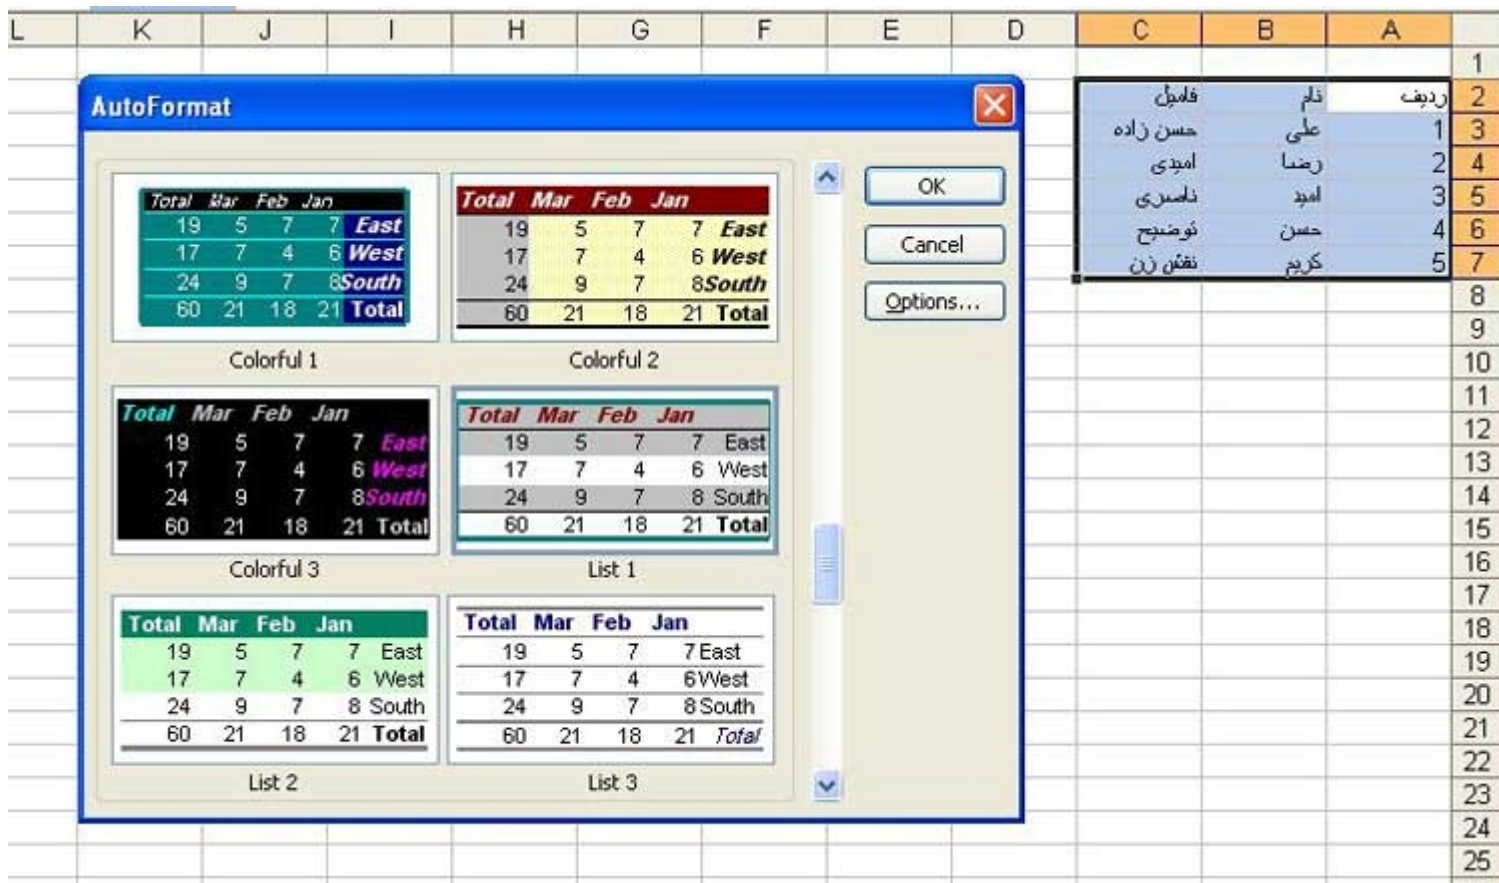 L K J I H G F E D C B A
1
ردیف نام فامیل 2
1 علی حسن زاده 3
2 رضا امیدی 4
3 امید ناصری 5
4 حسن توضیح 6
5 کریم نقش زن 7
8
9
10
11
12
13
14
15
16
17
18
19
20
21
22
23
24
25
AutoFormat
Total Mar Feb Jan
19 5 7 7 East
17 7 4 6 West
24 9 7 8South
60 21 18 21 Total
Colorful 1
Total Mar Feb Jan
19 5 7 7 East
17 7 4 6 West
24 9 7 8South
60 21 18 21 Total
Colorful 2
Total Mar Feb Jan
19 5 7 7 East
17 7 4 6 West
24 9 7 8South
60 21 18 21 Total
Colorful 3
Total Mar Feb Jan
19 5 7 7 East
17 7 4 6 West
24 9 7 8 South
60 21 18 21 Total
List 1
Total Mar Feb Jan
19 5 7 7 East
17 7 4 6 West
24 9 7 8 South
60 21 18 21 Total
List 2
Total Mar Feb Jan
19 5 7 7 East
17 7 4 6West
24 9 7 8 South
60 21 18 21 Total
List 3
OK
Cancel
Options...